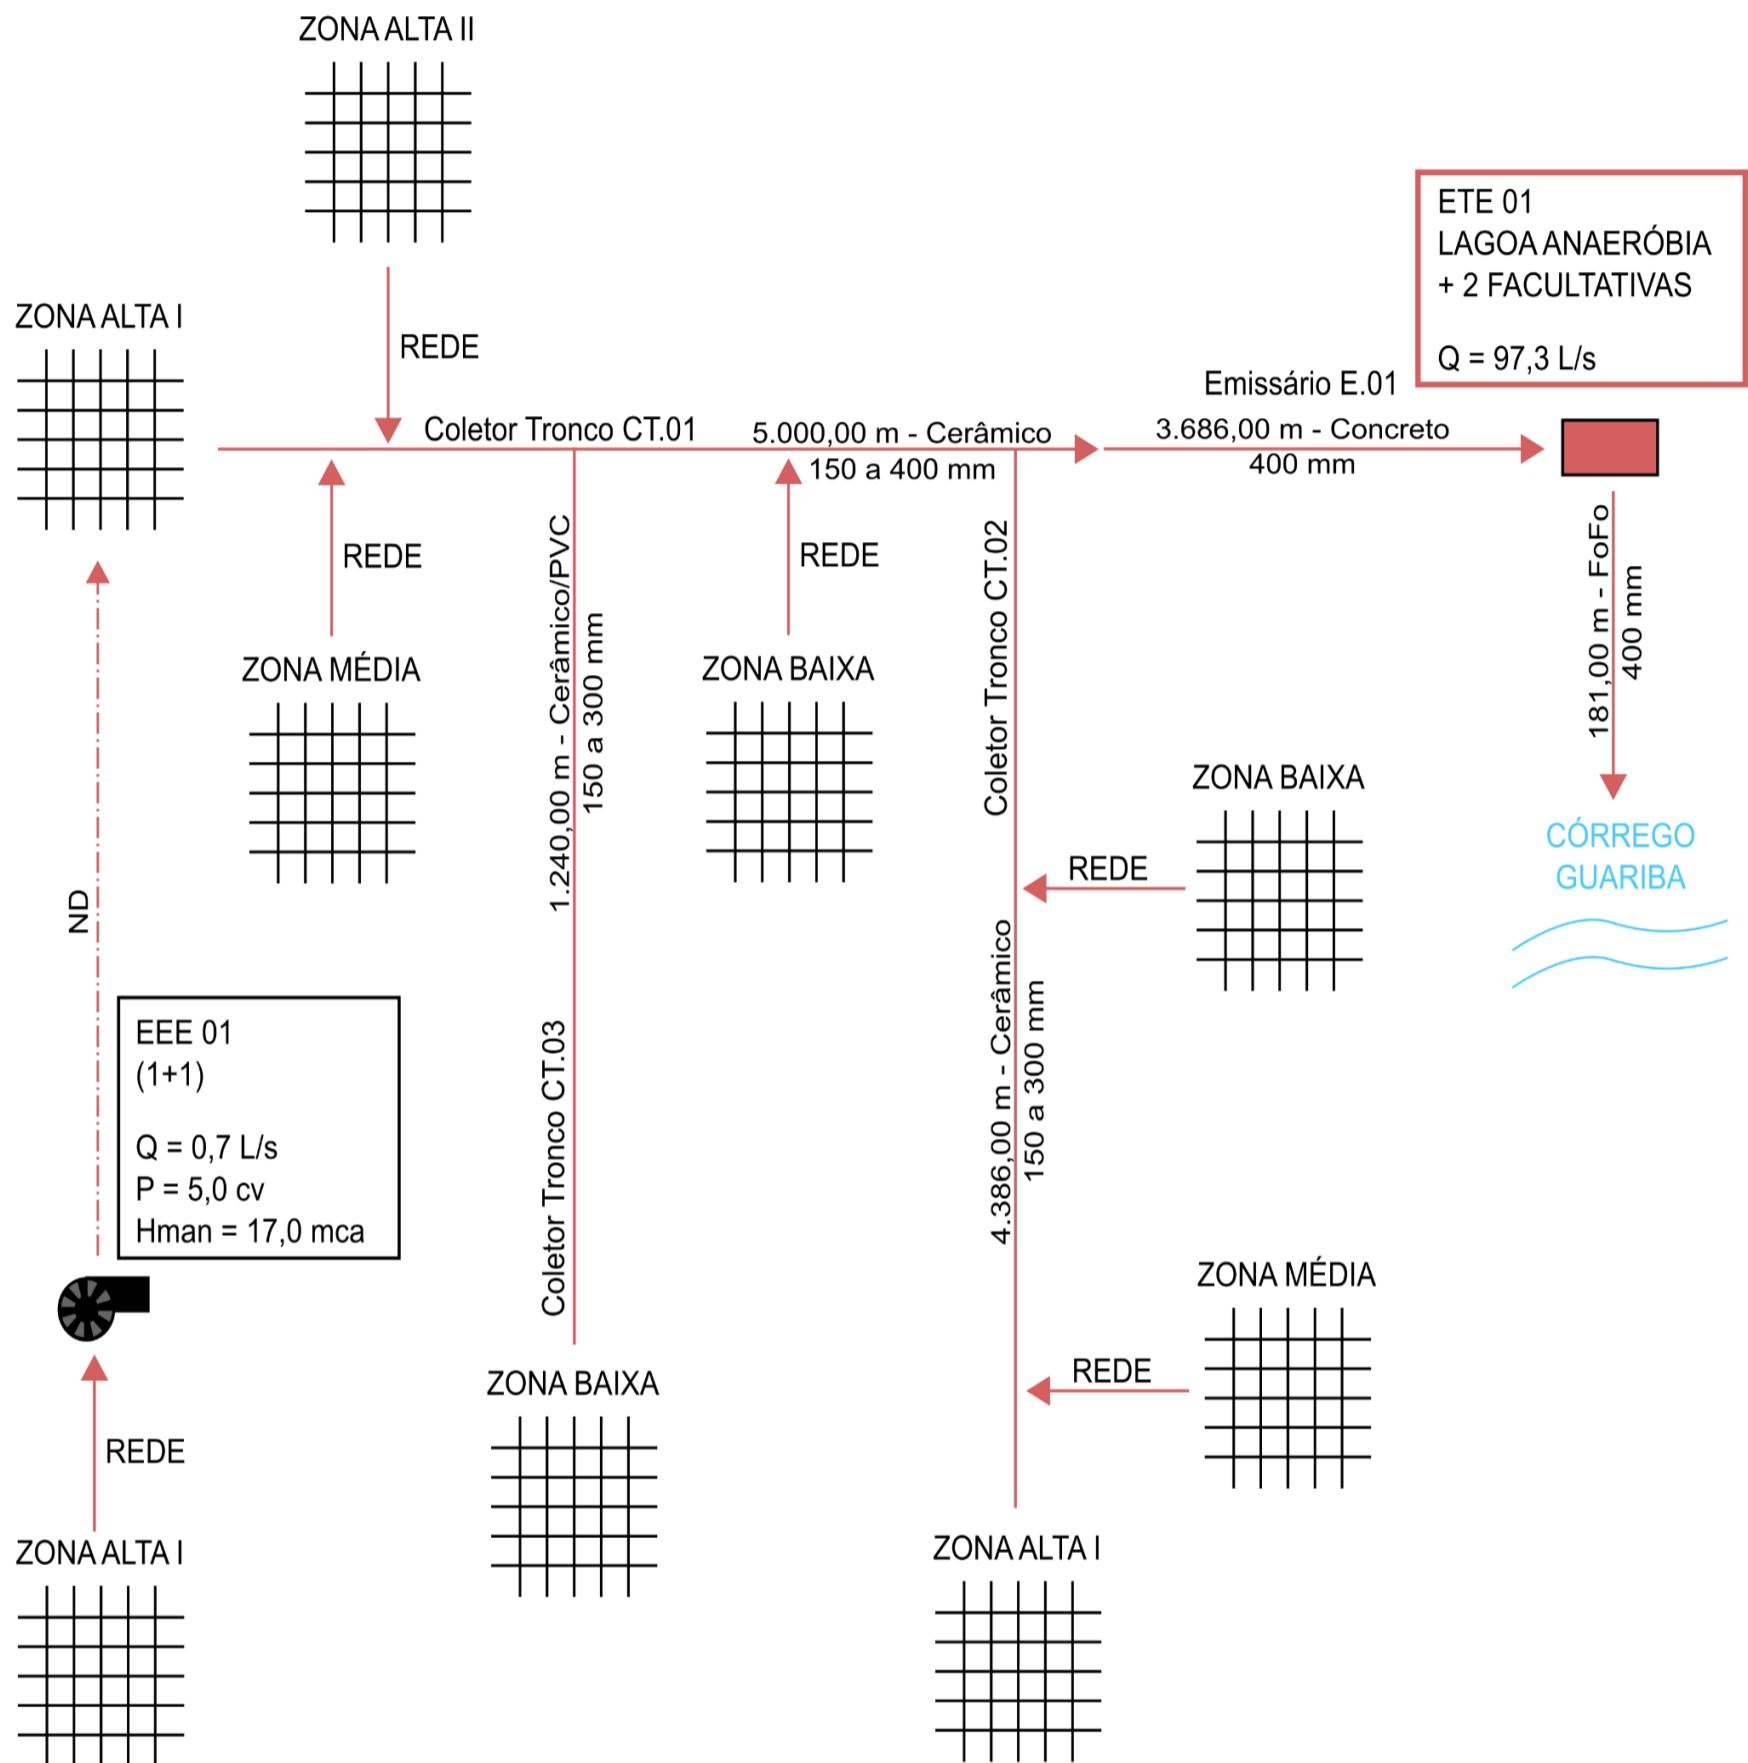 ZONA ALTA II
ETE 01
LAGOA ANAERÓBIA
+ 2 FACULTATIVAS
Q = 97,3 L/s
ZONA ALTA I
REDE
Emissário E.01
Coletor Tronco CT.01
5.000,00 m - Cerâmico
150 a 400 mm
3.686,00 m - Concreto
400 mm
REDE
1.240,00 m - Cerâmico/PVC
150 a 300 mm
REDE
Coletor Tronco CT.02
181,00 m - FoFo
400 mm
ZONA MÉDIA
ZONA BAIXA
ZONA BAIXA
CÓRREGO
GUARIBA
REDE
ND
4.386,00 m - Cerâmico
150 a 300 mm
EEE 01
(1+1)
Q = 0,7 L/s
P = 5,0 cv
Hman = 17,0 mca
Coletor Tronco CT.03
ZONA MÉDIA
REDE
ZONA BAIXA
REDE
ZONA ALTA I
ZONA ALTA I